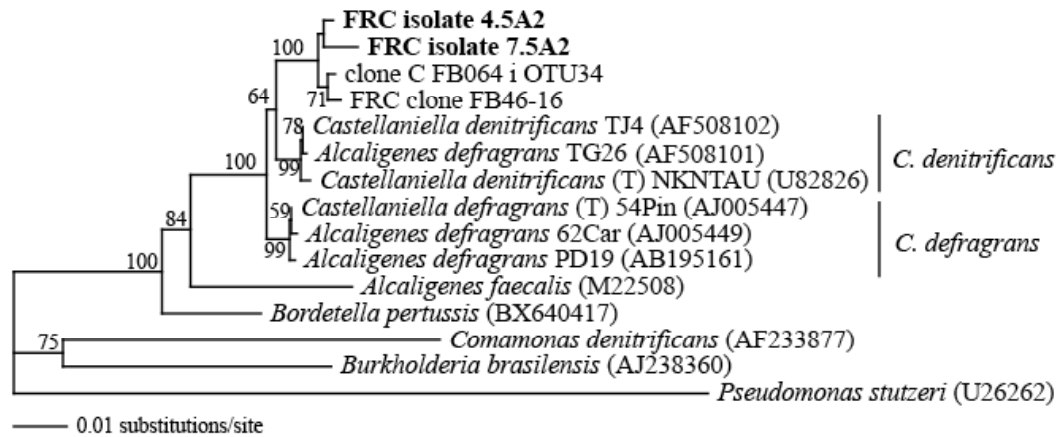 FRC isolate 4.5A2
100
FRC isolate 7.5A2
clone C FB064 i OTU34
64
71 FRC clone FB46-16
78 Castellaniella denitrificans TJ4 (AF508102)
Alcaligenes defragrans TG26 (AF508101)
C. denitrificans
100
99 Castellaniella denitrificans (T) NKNTAU (U82826)
59 Castellaniella defragrans (T) 54Pin (AJ005447)
84
Alcaligenes defragrans 62Car (AJ005449)
C. defragrans
99
100
Alcaligenes defragrans PD19 (AB195161)
Alcaligenes faecalis (M22508)
Bordetella pertussis (BX640417)
75
Comamonas denitrificans (AF233877)
Burkholderia brasilensis (AJ238360)
Pseudomonas stutzeri (U26262)
0.01 substitutions/site